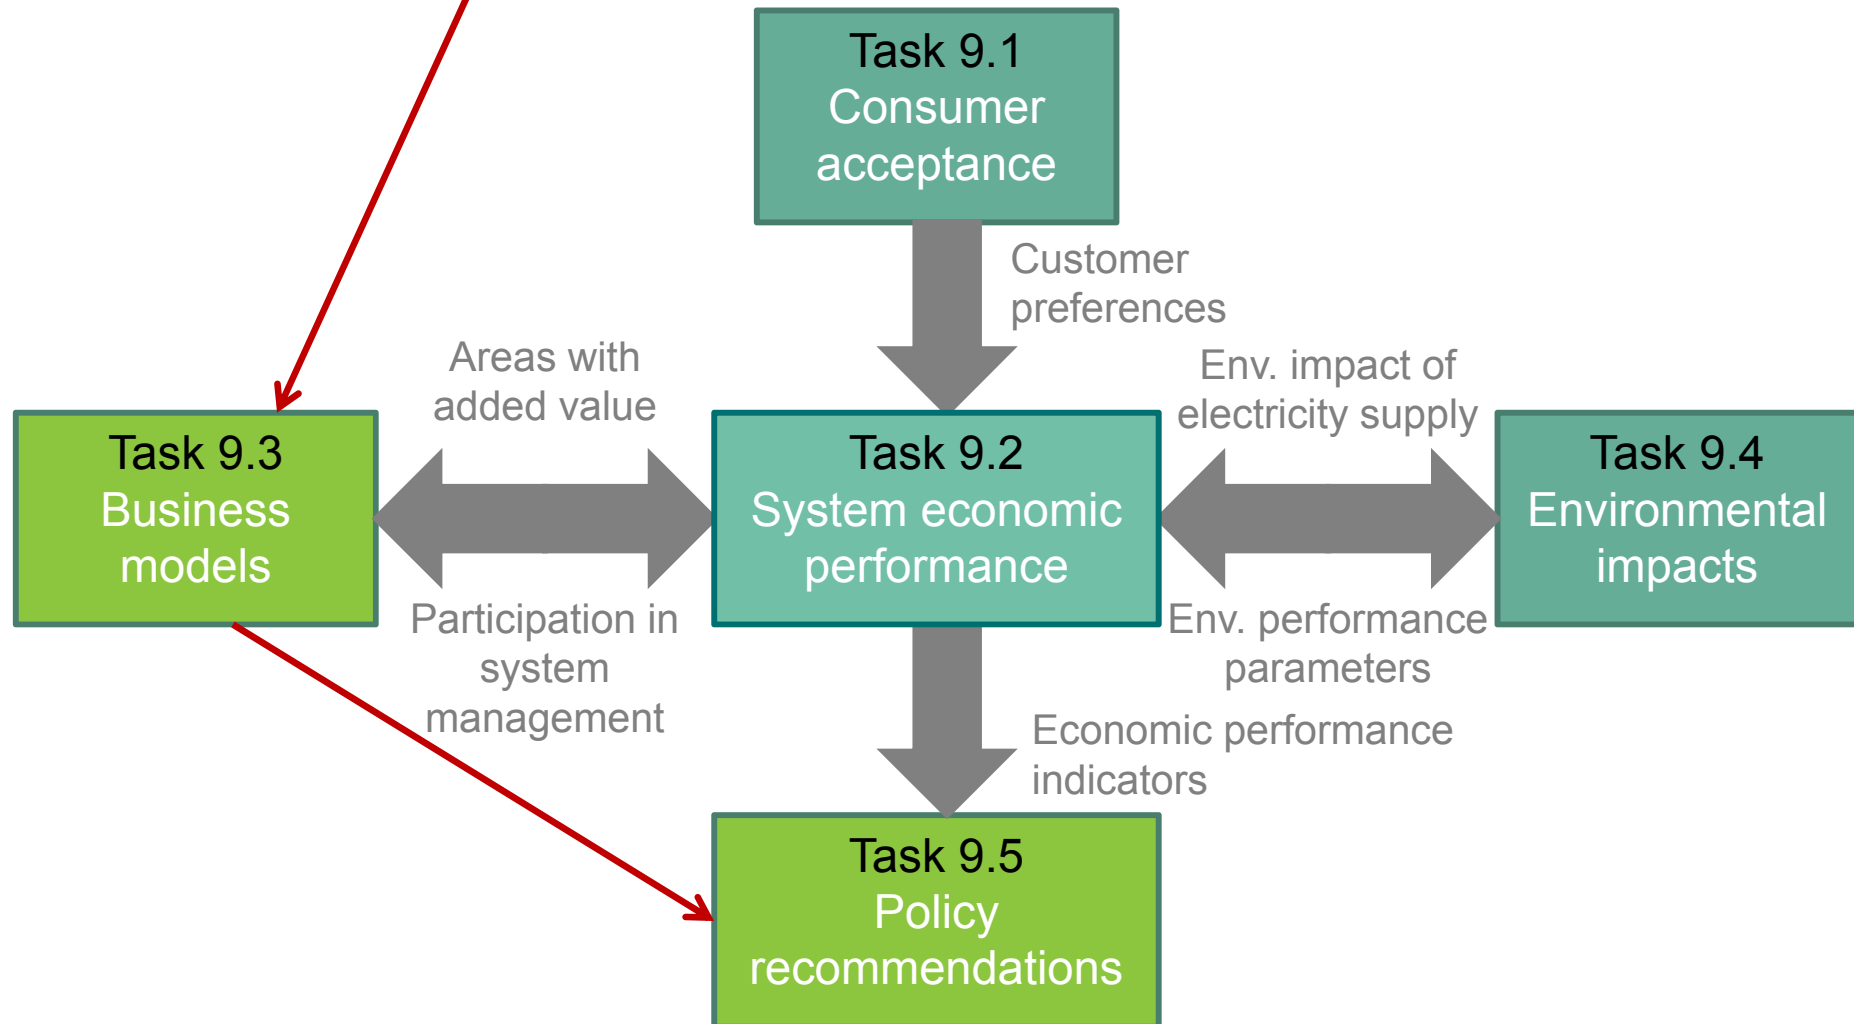 Task 9.1
Consumer
acceptance
Customer
preferences
Areas with
added value
Env. impact of
electricity supply
Task 9.3
Business
models
Task 9.2
System economic
performance
Task 9.4
Environmental
impacts
Participation in
system
management
Env. performance
parameters
Economic performance
indicators
Task 9.5
Policy
recommendations